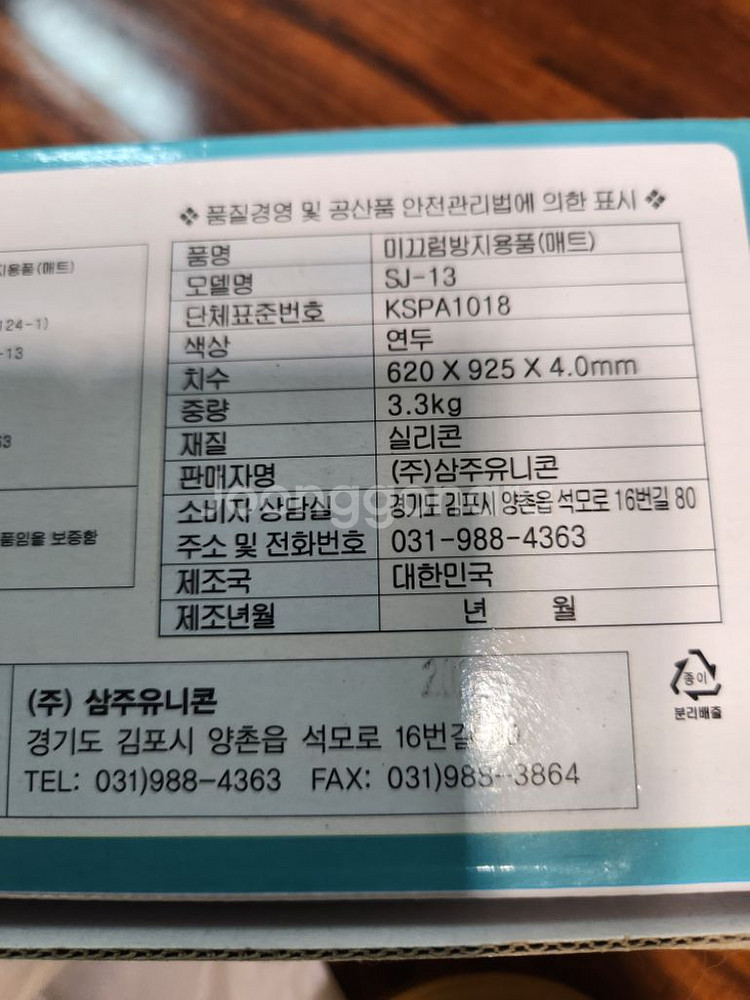 ❖ 품질경영 및 공산품 안전관리법에 의한 표시 ❖
품명 미끄럼방지용품(매트)
모델명 SJ-13
단체표준번호 KSPA1018
색상 연두
치수 620 X 925 X 4.0mm
중량 3.3kg
재질 실리콘
판매자명 (주)삼주유니콘
소비자 상담실 경기도 김포시 양촌읍 석모로 16번길 80
주소 및 전화번호 031-988-4363
제조국 대한민국
제조년월 년 월
용품(매트)
124-1)
-13
63
품임을 보증함
(주) 삼주유니콘
경기도 김포시 양촌읍 석모로 16번길
TEL: 031)988-4363 FAX: 031)988-3864
종이
분리배출